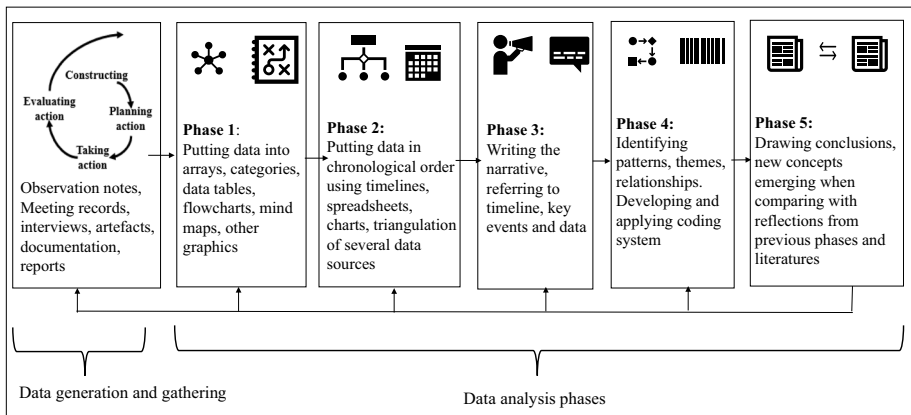 Constructing
Planning
action
Taking
action
Evaluating
action
Observation notes,
Meeting records,
interviews, artefacts,
documentation,
reports
Phase 1:
Putting data into
arrays, categories,
data tables,
flowcharts, mind
maps, other
graphics
Phase 2:
Putting data in
chronological order
using timelines,
spreadsheets,
charts, triangulation
of several data
sources
Phase 3:
Writing the
narrative,
referring to
timeline, key
events and data
Phase 4:
Identifying
patterns, themes,
relationships.
Developing and
applying coding
system
Phase 5:
Drawing conclusions,
new concepts
emerging when
comparing with
reflections from
previous phases and
literatures
Data generation and gathering
Data analysis phases